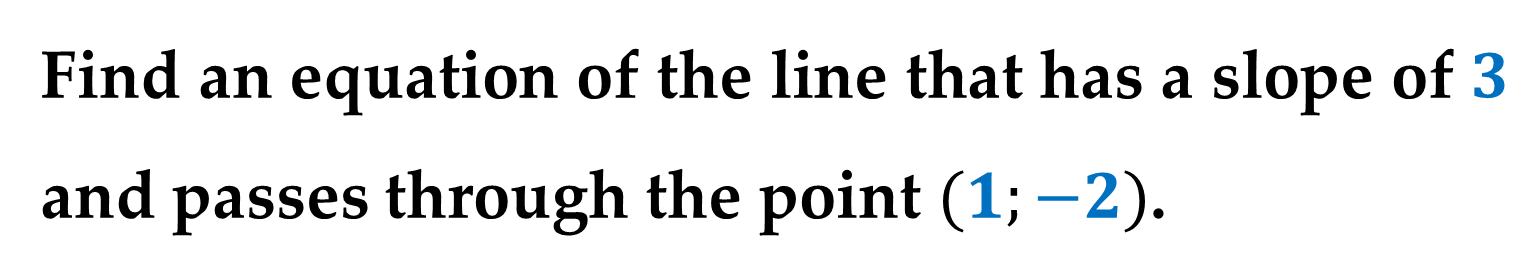 Find an equation of the line that has a slope of 3
and passes through the point (1; −2).